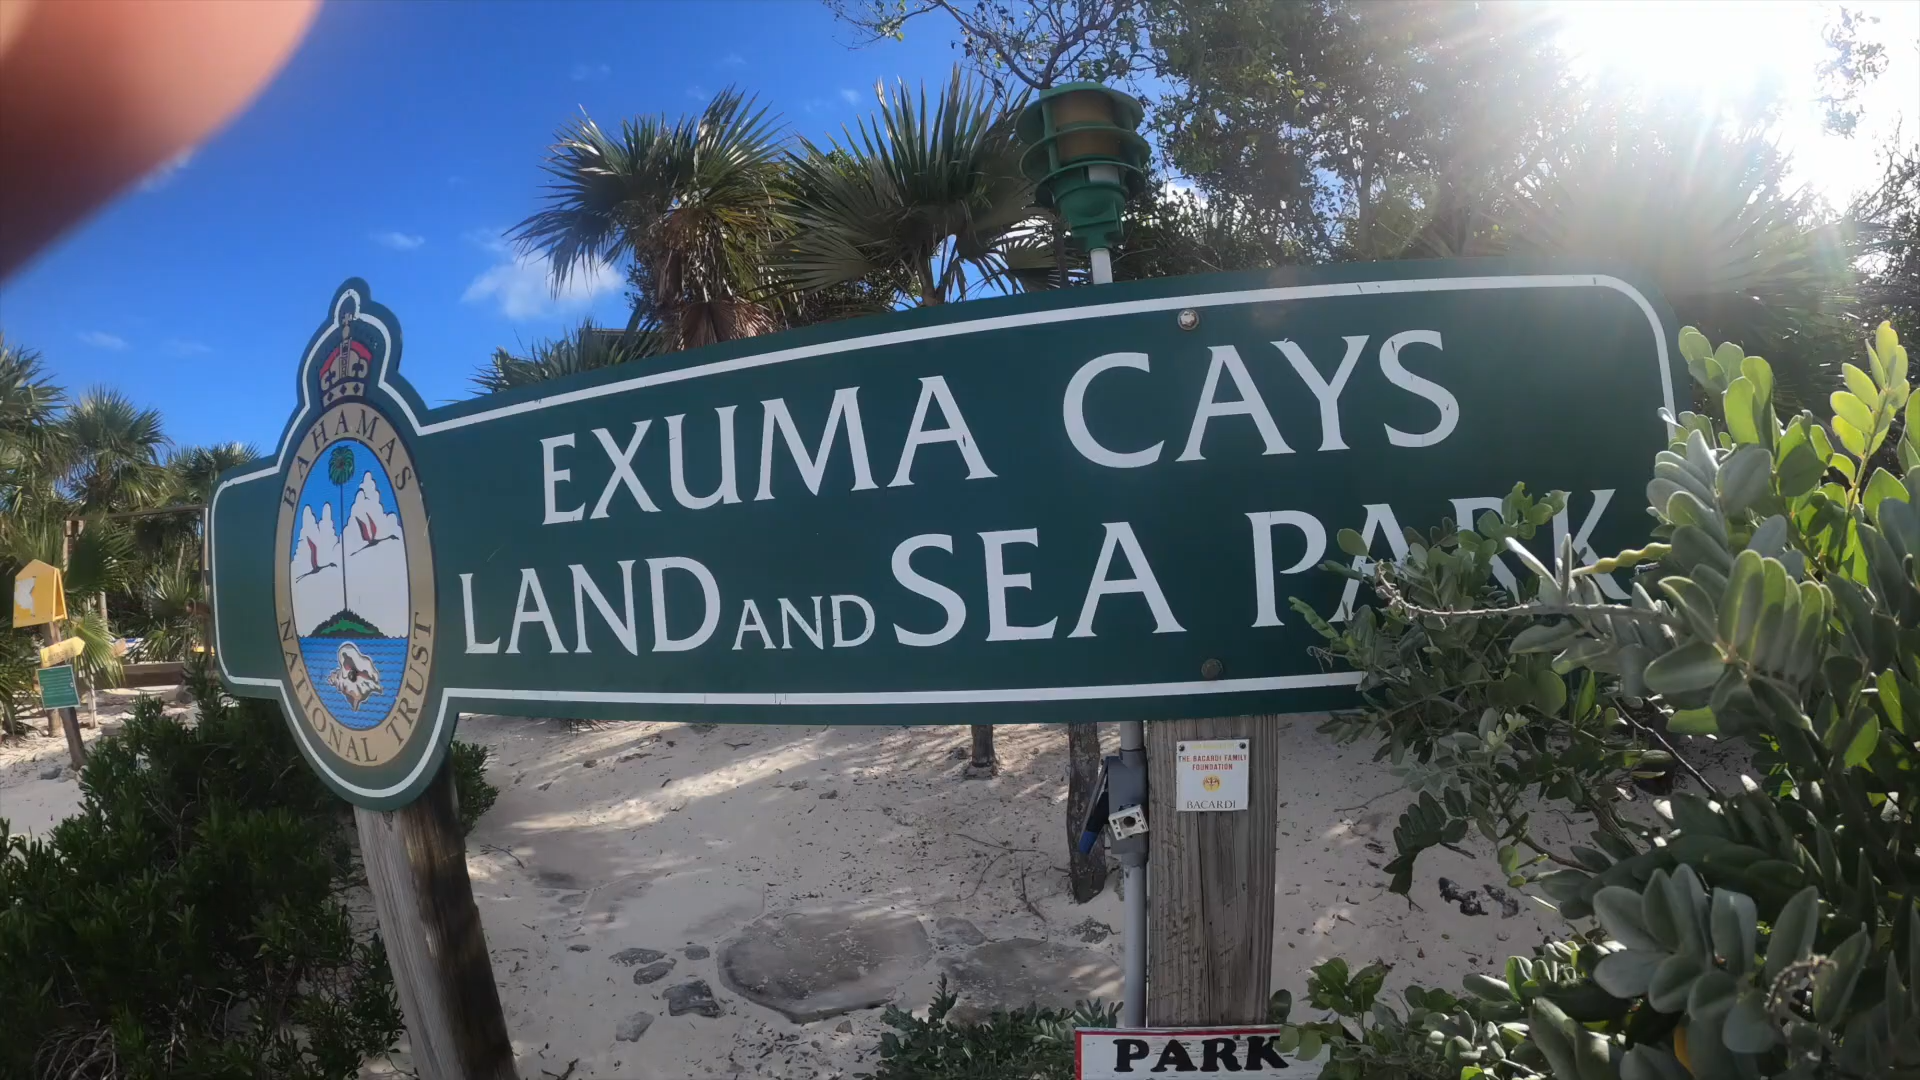 EXUMA CAYS
LAND AND SEA PARK
BAHAMAS
NATIONAL TRUST
THE BACARDI FAMILY
FOUNDATION
BACARDI
PARK